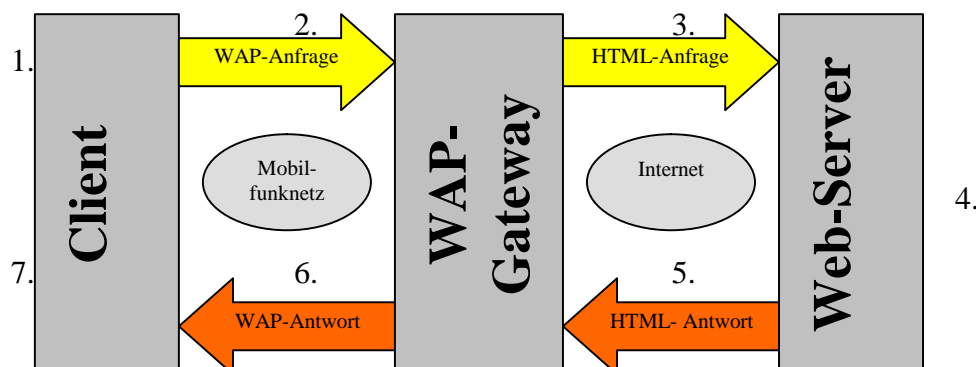 1.
2.
3.
4.
5.
6.
7.
Client
WAP-Anfrage
Mobil-
funknetz
WAP-Antwort
WAP-
Gateway
HTML-Anfrage
Internet
HTML- Antwort
Web-Server